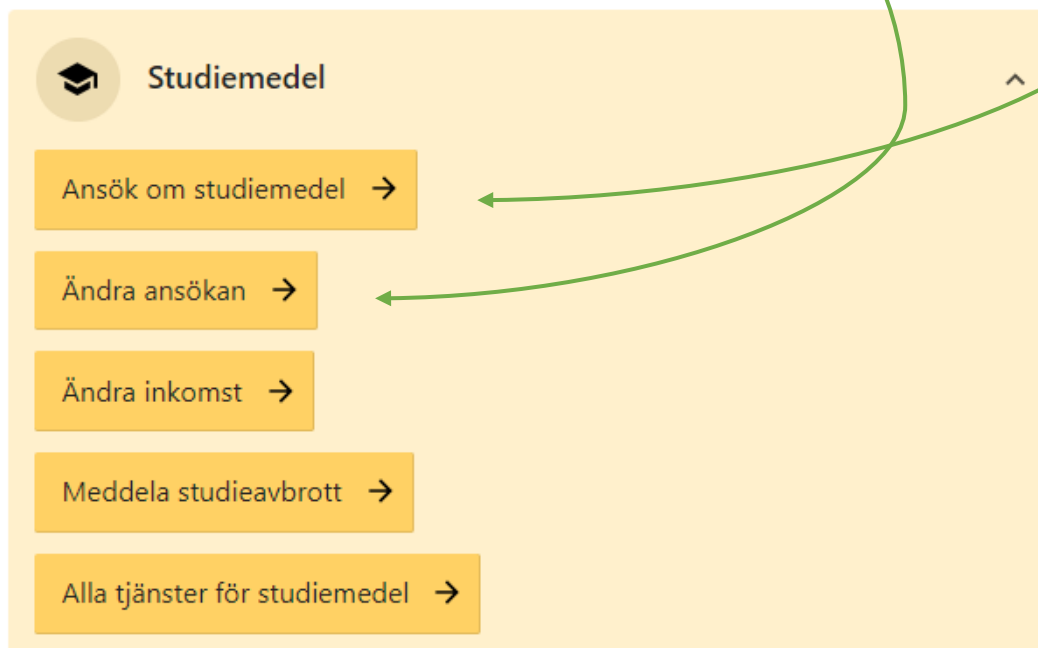 Studiemedel
Ansök om studiemedel →
Ändra ansökan →
Ändra inkomst →
Meddela studieavbrott →
Alla tjänster för studiemedel →